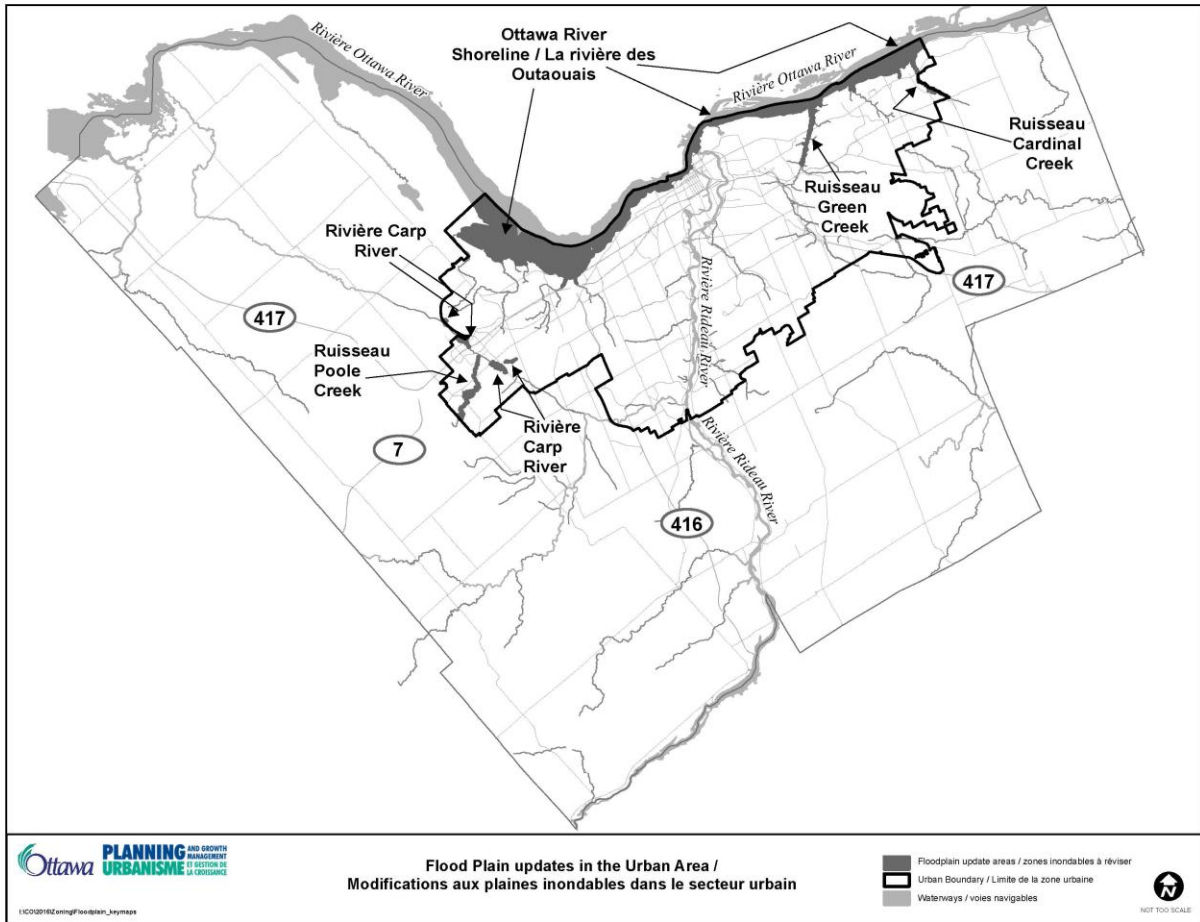 Rivière Ottawa River
Ottawa River
Shoreline / La rivière des
Outaouais
Rivière Ottawa River
Ruisseau
Cardinal
Creek
Ruisseau
Green
Creek
Rivière Carp
River
417
417
Ruisseau
Poole
Creek
Rivière Rideau River
7
Rivière
Carp
River
Rivière Rideau River
416
Ottawa
PLANNING AND GROWTH MANAGEMENT
URBANISME ET GESTION DE LA CROISSANCE
Flood Plain updates in the Urban Area /
Modifications aux plaines inondables dans le secteur urbain
Floodplain update areas / zones inondables à réviser
Urban Boundary / Limite de la zone urbaine
Waterways / voies navigables
N
NOT TOO SCALE